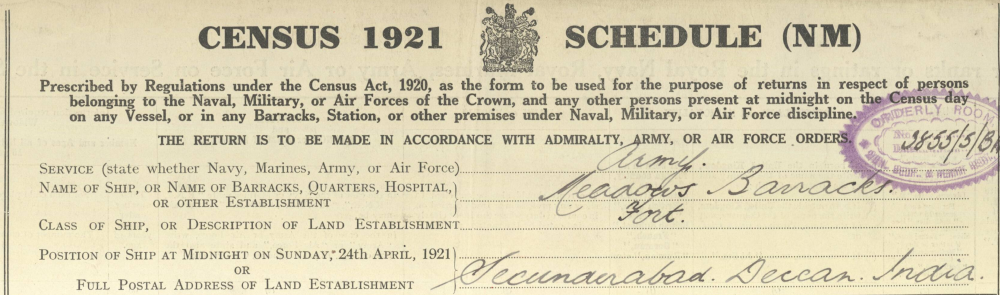 CENSUS 1921 SCHEDULE (NM)
Prescribed by Regulations under the Census Act, 1920, as the form to be used for the purpose of returns in respect of persons
belonging to the Naval, Military, or Air Forces of the Crown, and any other persons present at midnight on the Census day
on any Vessel, or in any Barracks, Station, or other premises under Naval, Military, or Air Force discipline.
THE RETURN IS TO BE MADE IN ACCORDANCE WITH ADMIRALTY, ARMY, OR AIR FORCE ORDERS.
ORDERLY ROOM
No. 3855/5/
SERVICE (state whether Navy, Marines, Army, or Air Force) Army.
NAME OF SHIP, OR NAME OF BARRACKS, QUARTERS, HOSPITAL,
OR OTHER ESTABLISHMENT Meadows Barracks.
CLASS OF SHIP, OR DESCRIPTION OF LAND ESTABLISHMENT Fort.
POSITION OF SHIP AT MIDNIGHT ON SUNDAY, 24TH APRIL, 1921
OR
FULL POSTAL ADDRESS OF LAND ESTABLISHMENT Secunderabad. Deccan. India.